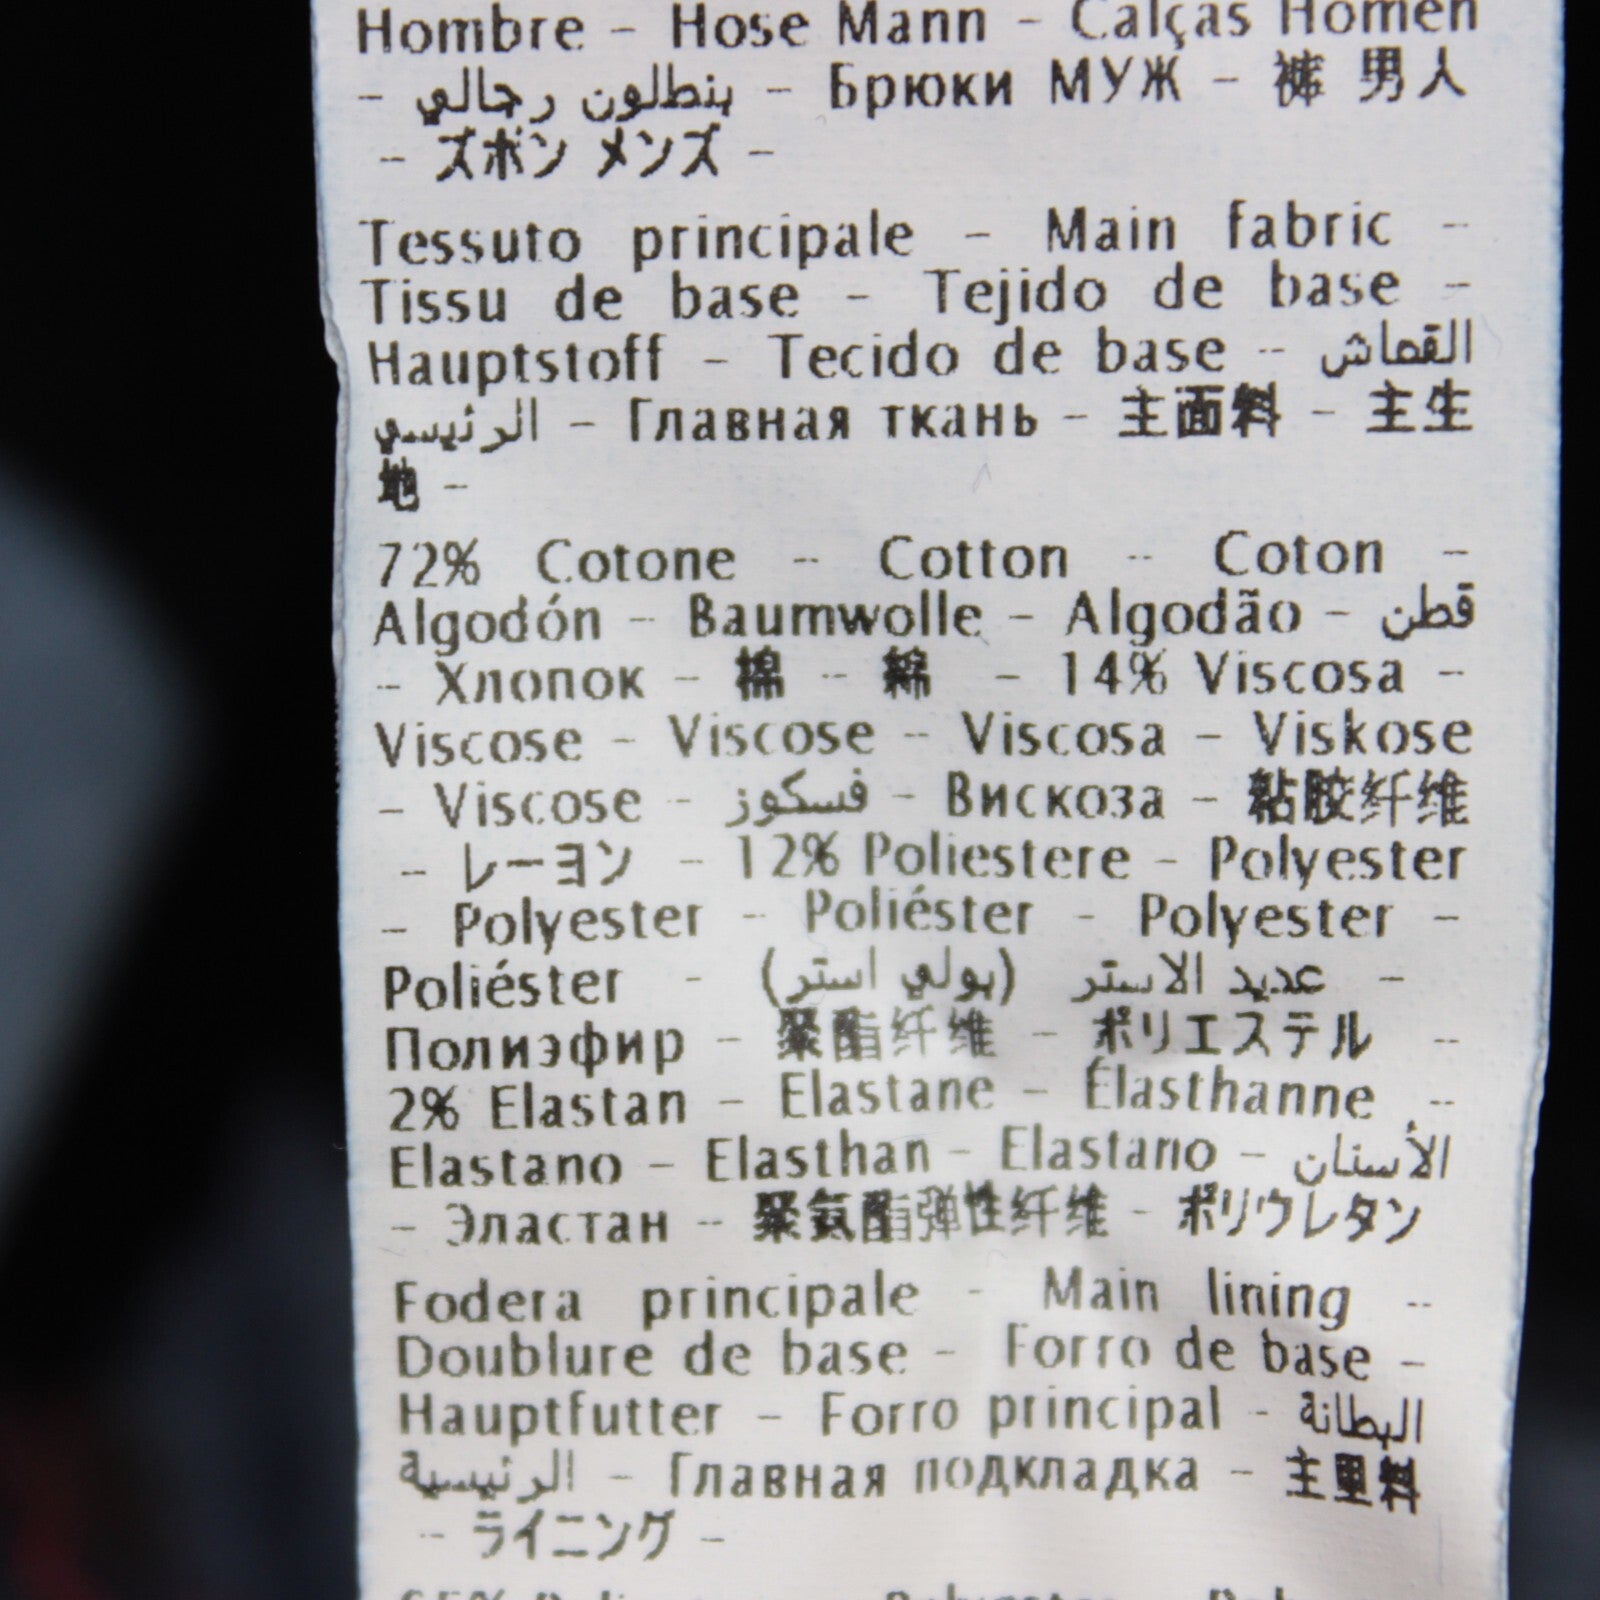 Hombre - Hose Mann - Calças Homen
- بنطلون رجالي - Брюки МУЖ - 裤 男人
- ズボン メンズ -
Tessuto principale - Main fabric -
Tissu de base - Tejido de base -
Hauptstoff - Tecido de base - القماش
الرئيسي - Главная ткань - 主面料 - 主生
地 -
72% Cotone - Cotton - Coton -
Algodón - Baumwolle - Algodão - قطن
- Хлопок - 棉 - 綿 - 14% Viscosa -
Viscose - Viscose - Viscosa - Viskose
- Viscose - فسكوز - Вискоза - 粘胶纤维
- レーヨン - 12% Poliestere - Polyester
- Polyester - Poliéster - Polyester -
Poliéster - عديد الاستر (بولي استر) -
Полиэфир - 聚酯纤维 - ポリエステル -
2% Elastan - Elastane - Élasthanne -
Elastano - Elasthan - Elastano - الأستان
- Эластан - 聚氨酯弹性纤维 - ポリウレタン
Fodera principale - Main lining -
Doublure de base - Forro de base -
Hauptfutter - Forro principal - البطانة
الرئيسية - Главная подкладка - 主里料
- ライニング -